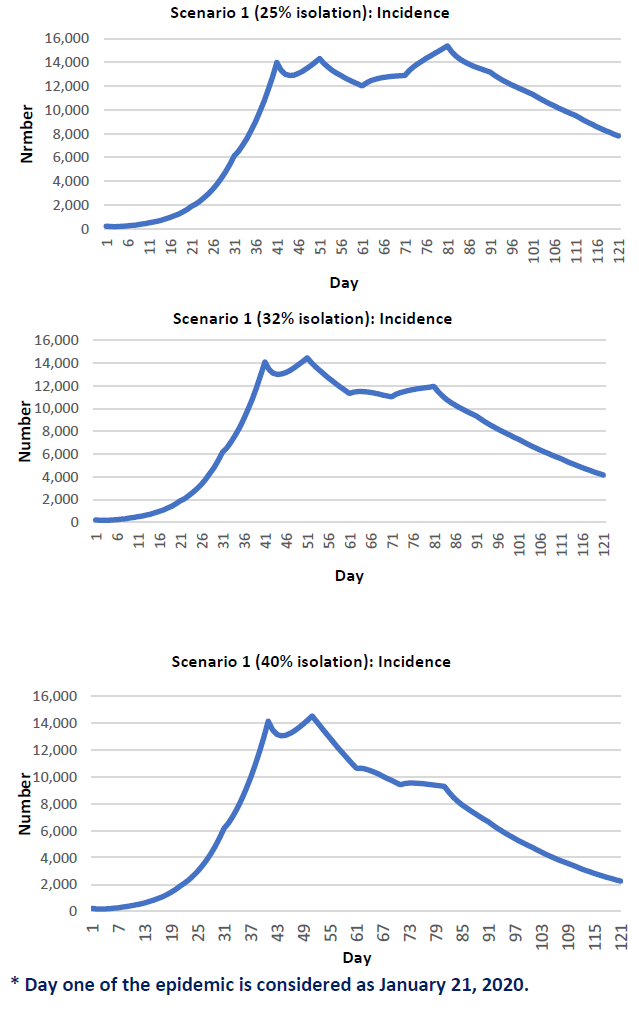 Scenario 1 (25% isolation): Incidence
16,000
14,000
12,000
10,000
8,000
6,000
4,000
2,000
0
Nrmber
1 6 11 16 21 26 31 36 41 46 51 56 61 66 71 76 81 86 91 96 101 106 111 116 121
Day
Scenario 1 (32% isolation): Incidence
16,000
14,000
12,000
10,000
8,000
6,000
4,000
2,000
0
Number
1 6 11 16 21 26 31 36 41 46 51 56 61 66 71 76 81 86 91 96 101 106 111 116 121
Day
Scenario 1 (40% isolation): Incidence
16,000
14,000
12,000
10,000
8,000
6,000
4,000
2,000
0
Number
1 7 13 19 25 31 37 43 49 55 61 67 73 79 85 91 97 103 109 115 121
Day
* Day one of the epidemic is considered as January 21, 2020.